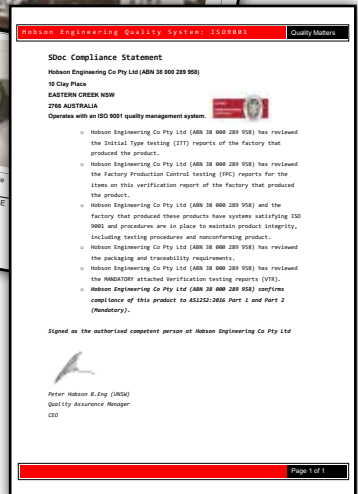 Hobson Engineering Quality System: ISO9001
Quality Matters
SDoc Compliance Statement
Hobson Engineering Co Pty Ltd (ABN 38 000 289 958)
10 Clay Place
EASTERN CREEK NSW
2766 AUSTRALIA
Operates with an ISO 9001 quality management system.
○ Hobson Engineering Co Pty Ltd (ABN 38 000 289 958) has reviewed
the Initial Type testing (ITT) reports of the factory that
produced the product.
○ Hobson Engineering Co Pty Ltd (ABN 38 000 289 958) has reviewed
the Factory Production Control testing (FPC) reports for the
items on this verification report of the factory that produced
the product.
○ Hobson Engineering Co Pty Ltd (ABN 38 000 289 958) and the
factory that produced these products have systems satisfying ISO
9001 and procedures are in place to maintain product integrity,
including testing procedures and nonconforming product.
○ Hobson Engineering Co Pty Ltd (ABN 38 000 289 958) has reviewed
the packaging and traceability requirements.
○ Hobson Engineering Co Pty Ltd (ABN 38 000 289 958) has reviewed
the MANDATORY attached Verification testing reports (VTR).
○ Hobson Engineering Co Pty Ltd (ABN 38 000 289 958) confirms
compliance of this product to AS1252:2016 Part 1 and Part 2
(Mandatory).
Signed as the authorised competent person at Hobson Engineering Co Pty Ltd
Peter Hobson B.Eng (UNSW)
Quality Assurance Manager
CEO
Page 1 of 1